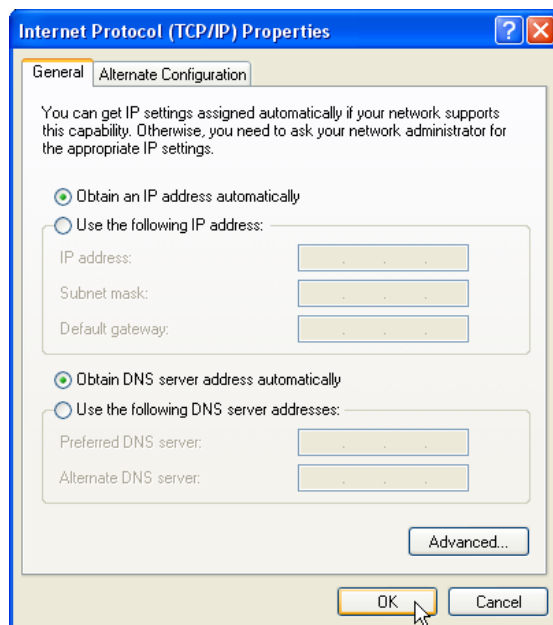 Internet Protocol (TCP/IP) Properties
General
Alternate Configuration
You can get IP settings assigned automatically if your network supports
this capability. Otherwise, you need to ask your network administrator for
the appropriate IP settings.
Obtain an IP address automatically
Use the following IP address:
IP address:
Subnet mask:
Default gateway:
Obtain DNS server address automatically
Use the following DNS server addresses:
Preferred DNS server:
Alternate DNS server:
Advanced...
OK
Cancel